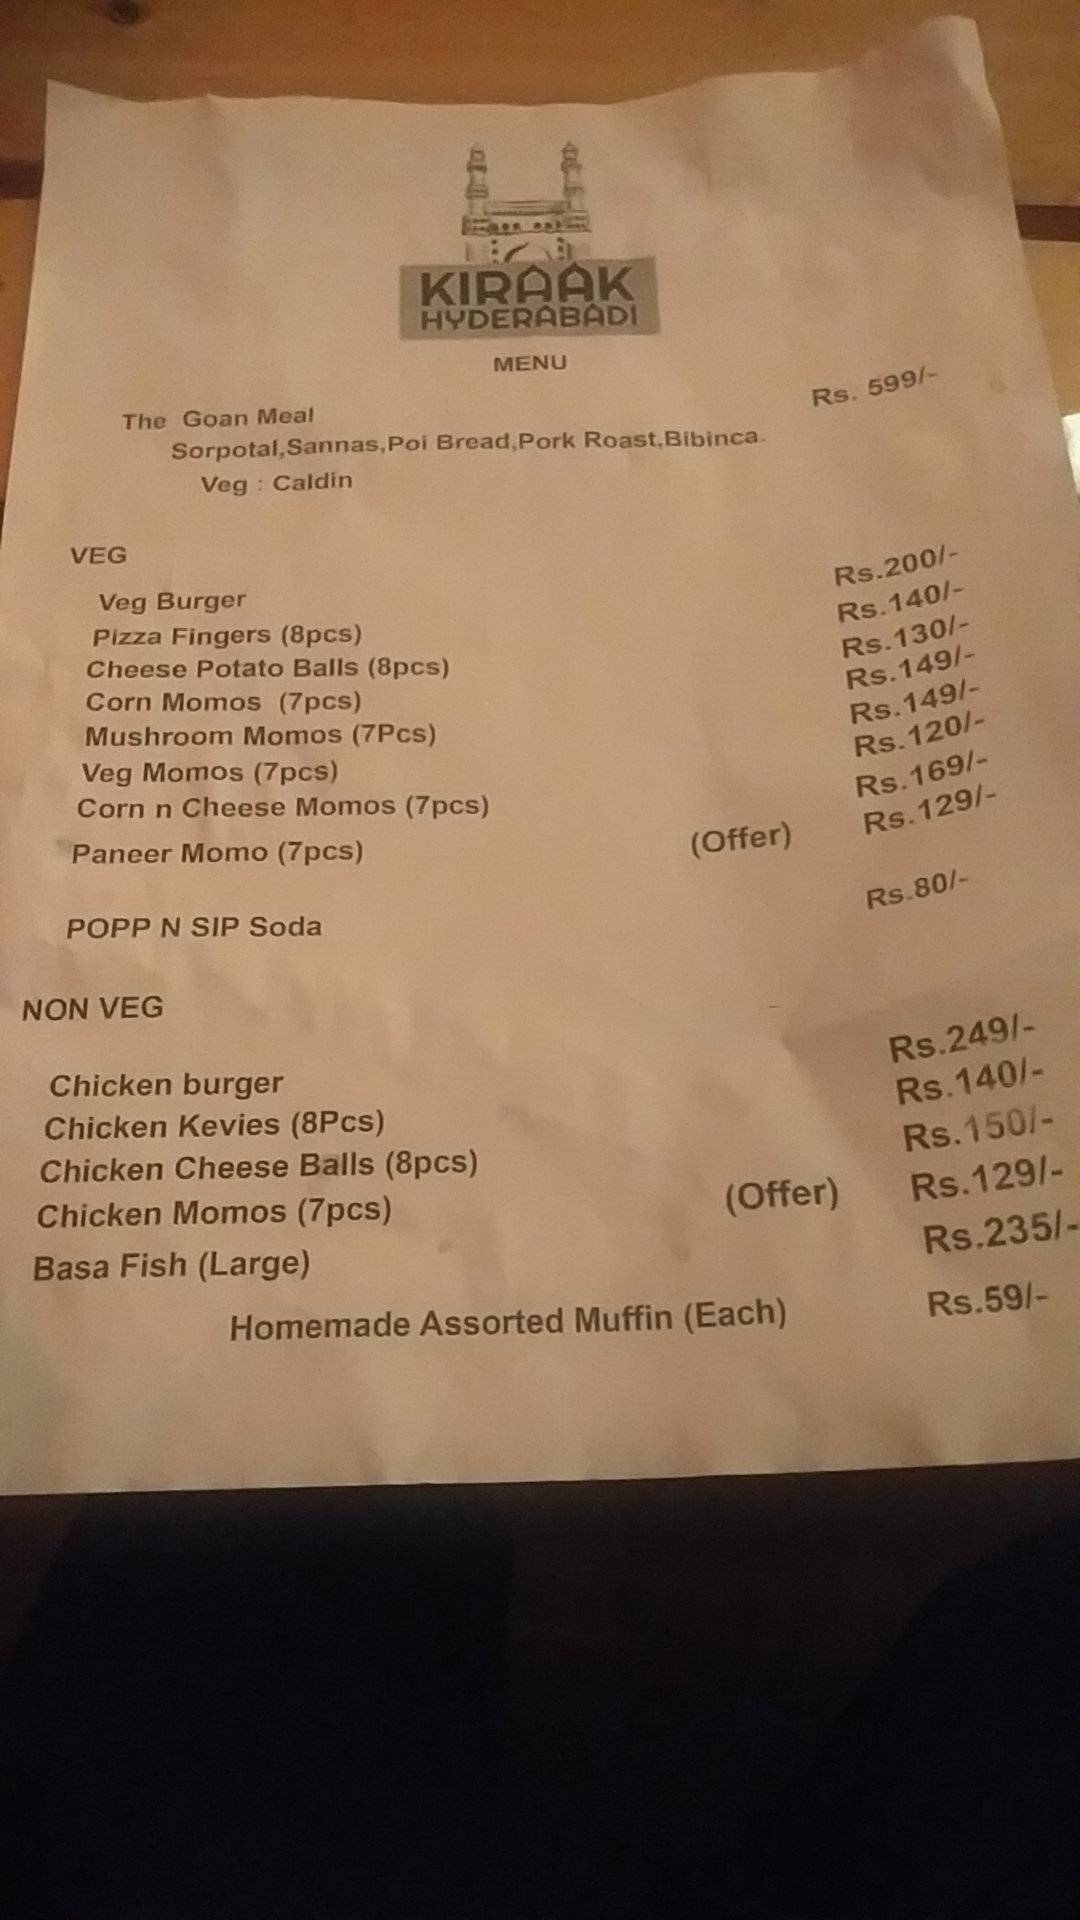 KIRAAK
HYDERABADI
MENU
The Goan Meal Rs. 599/-
Sorpotal,Sannas,Poi Bread,Pork Roast,Bibinca.
Veg : Caldin
VEG
Veg Burger Rs.200/-
Pizza Fingers (8pcs) Rs.140/-
Cheese Potato Balls (8pcs) Rs.130/-
Corn Momos (7pcs) Rs.149/-
Mushroom Momos (7Pcs) Rs.149/-
Veg Momos (7pcs) Rs.120/-
Corn n Cheese Momos (7pcs) Rs.169/-
Paneer Momo (7pcs) (Offer) Rs.129/-
POPP N SIP Soda Rs.80/-
NON VEG
Chicken burger Rs.249/-
Chicken Kevies (8Pcs) Rs.140/-
Chicken Cheese Balls (8pcs) Rs.150/-
Chicken Momos (7pcs) (Offer) Rs.129/-
Basa Fish (Large) Rs.235/-
Homemade Assorted Muffin (Each) Rs.59/-